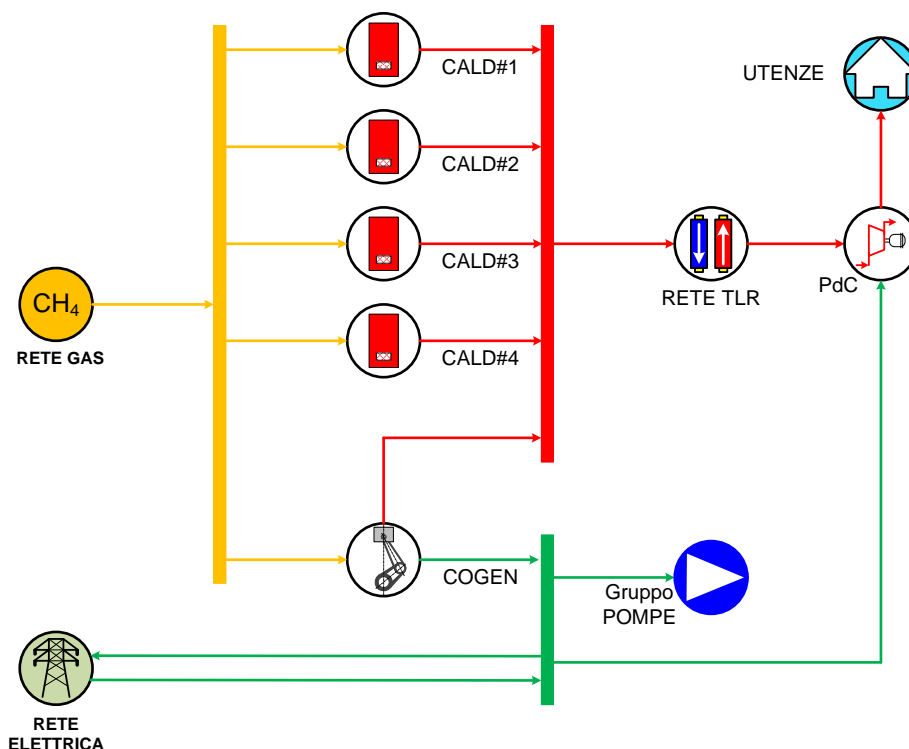 CALD#1
UTENZE
CALD#2
CALD#3
CH4
RETE TLR
PdC
RETE GAS
CALD#4
COGEN
Gruppo
POMPE
RETE
ELETTRICA